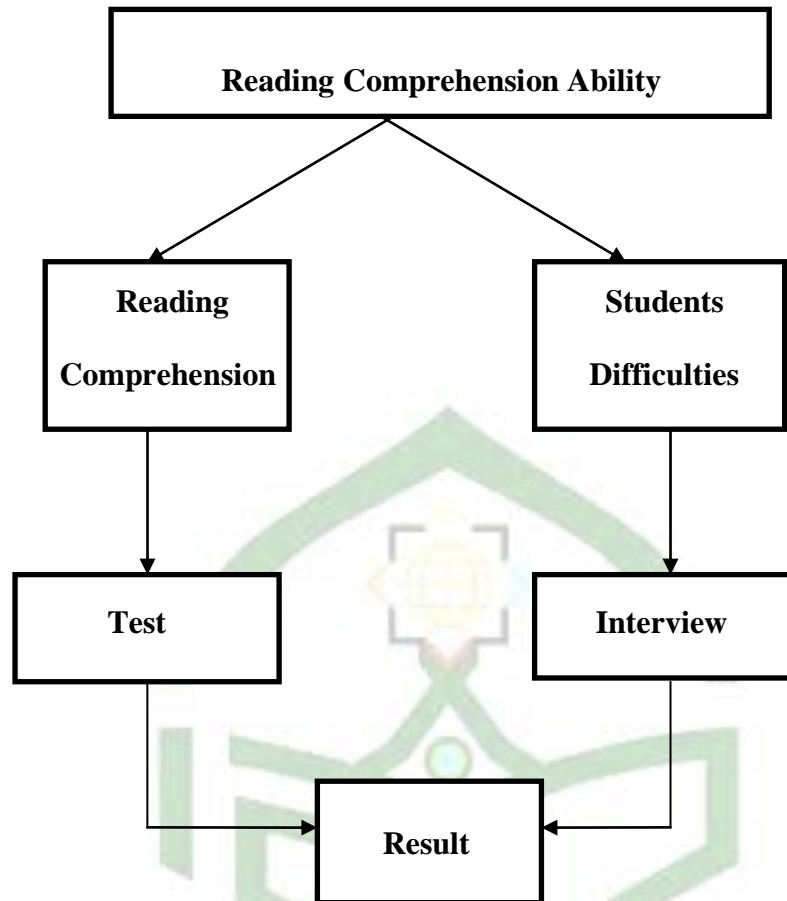 Reading Comprehension Ability
Reading
Comprehension
Students
Difficulties
Test
Interview
Result